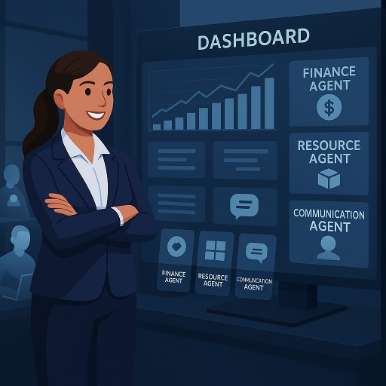 DASHBOARD
FINANCE
AGENT
$
RESOURCE
AGENT
COMMUNICATION
AGENT
FINANCE
AGENT
RESOURCE
AGENT
COMMUNICATION
AGENT